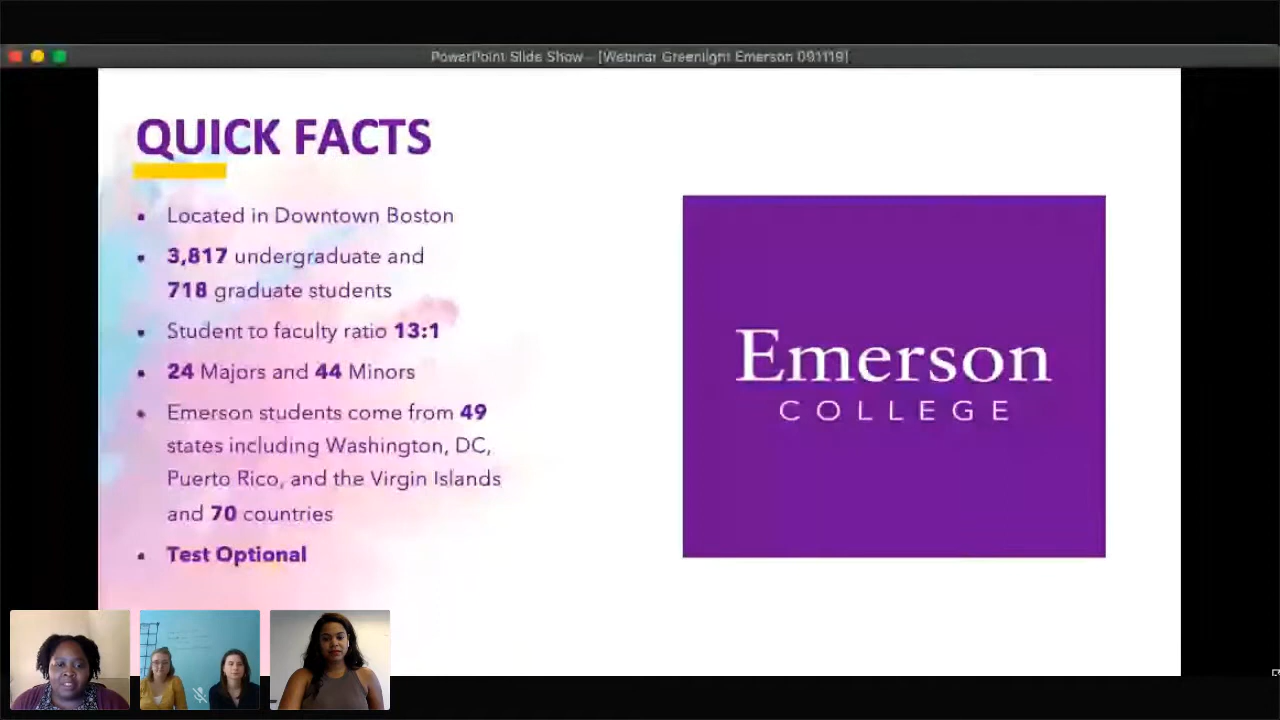 PowerPoint Slide Show - [Webinar Greenlight Emerson 091119]
QUICK FACTS
Located in Downtown Boston
3,817 undergraduate and
718 graduate students
Student to faculty ratio 13:1
24 Majors and 44 Minors
Emerson students come from 49
states including Washington, DC,
Puerto Rico, and the Virgin Islands
and 70 countries
Test Optional
Emerson
COLLEGE